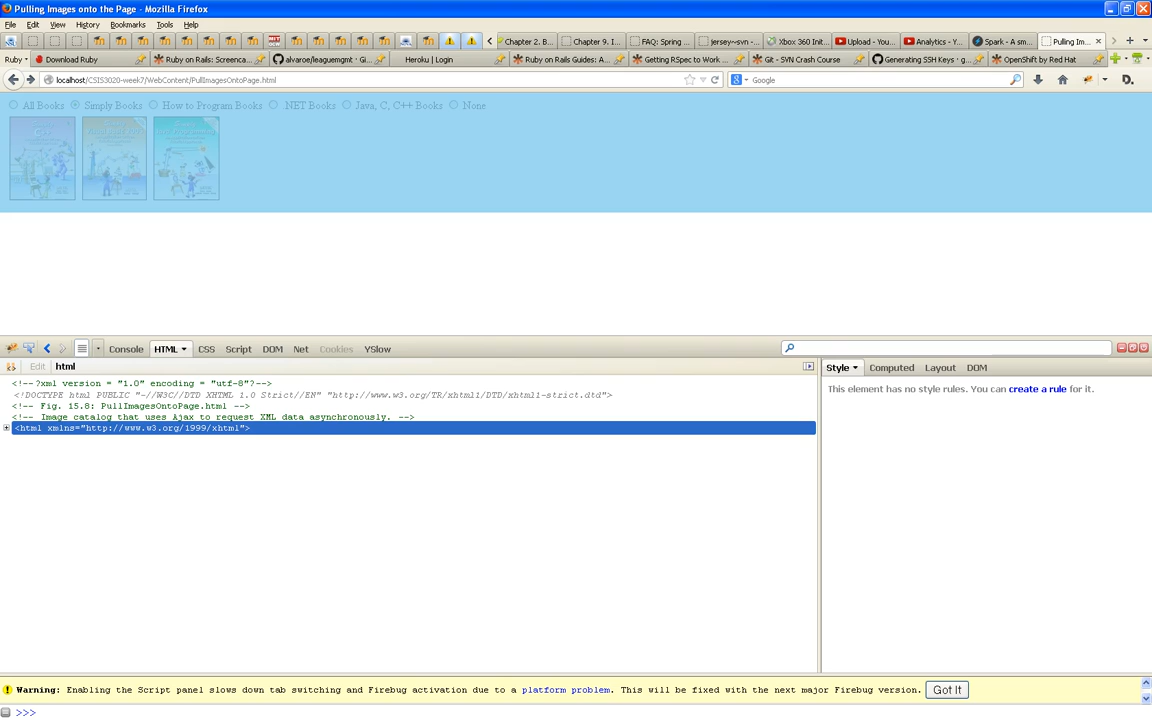 Pulling Images onto the Page - Mozilla Firefox
File Edit View History Bookmarks Tools Help
Chapter 2. B... Chapter 9. I... FAQ: Spring ... jersey~svn -... Xbox 360 Init... Upload - You... Analytics - Y... Spark - A sm... Pulling Im...
Ruby Download Ruby Ruby on Rails: Screenca... alvaroe/leaguemgmt · Gi... Heroku | Login Ruby on Rails Guides: A... Getting RSpec to Work ... Git - SVN Crash Course Generating SSH Keys · g... OpenShift by Red Hat
localhost/CSIS3020-week7/WebContent/PullImagesOntoPage.html Google
All Books Simply Books How to Program Books .NET Books Java, C, C++ Books None
Console HTML CSS Script DOM Net Cookies YSlow
Edit html
Style Computed Layout DOM
<!--?xml version = "1.0" encoding = "utf-8"?-->
<!DOCTYPE html PUBLIC "-//W3C//DTD XHTML 1.0 Strict//EN" "http://www.w3.org/TR/xhtml1/DTD/xhtml1-strict.dtd">
<!-- Fig. 15.8: PullImagesOntoPage.html -->
<!-- Image catalog that uses Ajax to request XML data asynchronously. -->
<html xmlns="http://www.w3.org/1999/xhtml">
This element has no style rules. You can create a rule for it.
Warning: Enabling the Script panel slows down tab switching and Firebug activation due to a platform problem. This will be fixed with the next major Firebug version. Got It
>>>